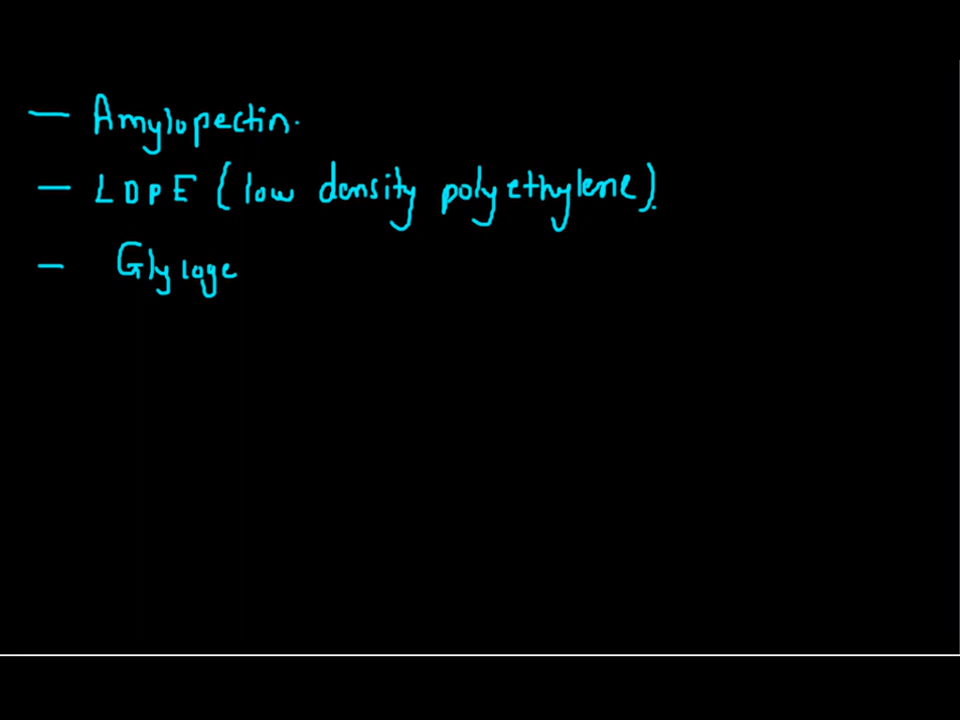 — Amylopectin.
— LDPE (low density polyethylene).
— Glyloge